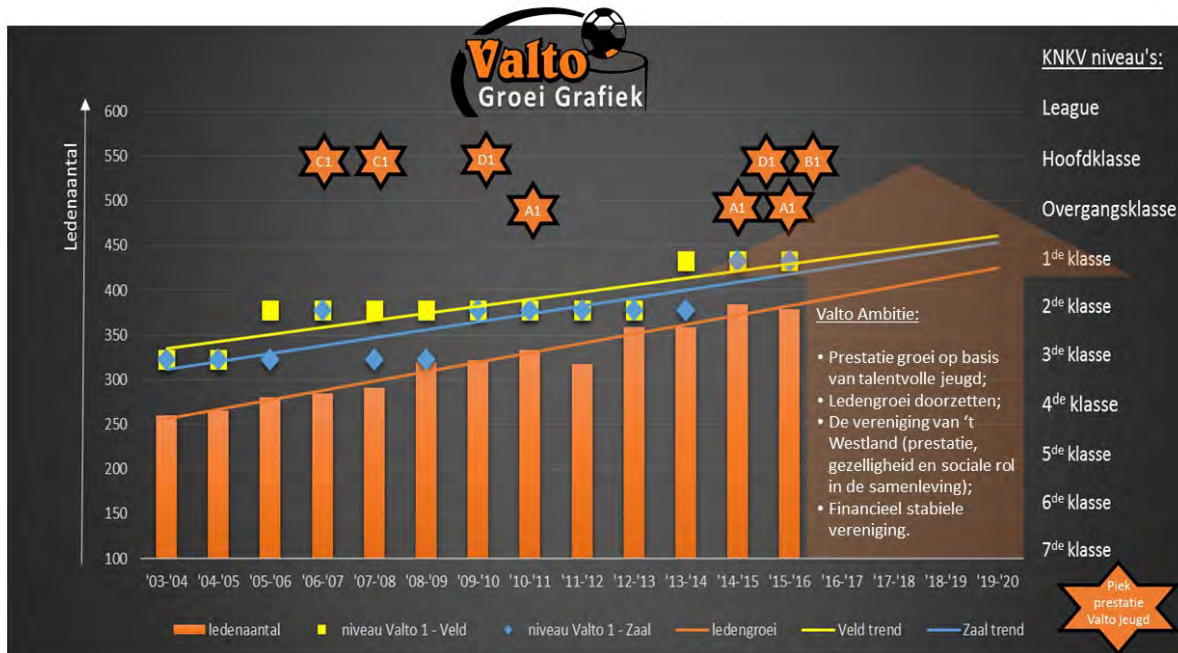 Valto
Groei Grafiek
KNKV niveau's:
Ledenaantal
600
550
500
450
400
350
300
250
200
150
100
League
Hoofdklasse
Overgangsklasse
1de klasse
2de klasse
3de klasse
4de klasse
5de klasse
6de klasse
7de klasse
C1
C1
D1
A1
D1
B1
A1
A1
Valto Ambitie:
• Prestatie groei op basis
van talentvolle jeugd;
• Ledengroei doorzetten;
• De vereniging van ‘t
Westland (prestatie,
gezelligheid en sociale rol
in de samenleving);
• Financieel stabiele
vereniging.
'03-'04 '04-'05 '05-'06 '06-'07 '07-'08 '08-'09 '09-'10 '10-'11 '11-'12 '12-'13 '13-'14 '14-'15 '15-'16 '16-'17 '17-'18 '18-'19 '19-'20
ledenaantal niveau Valto 1 - Veld niveau Valto 1 - Zaal ledengroei Veld trend Zaal trend
Piek
prestatie
Valto jeugd